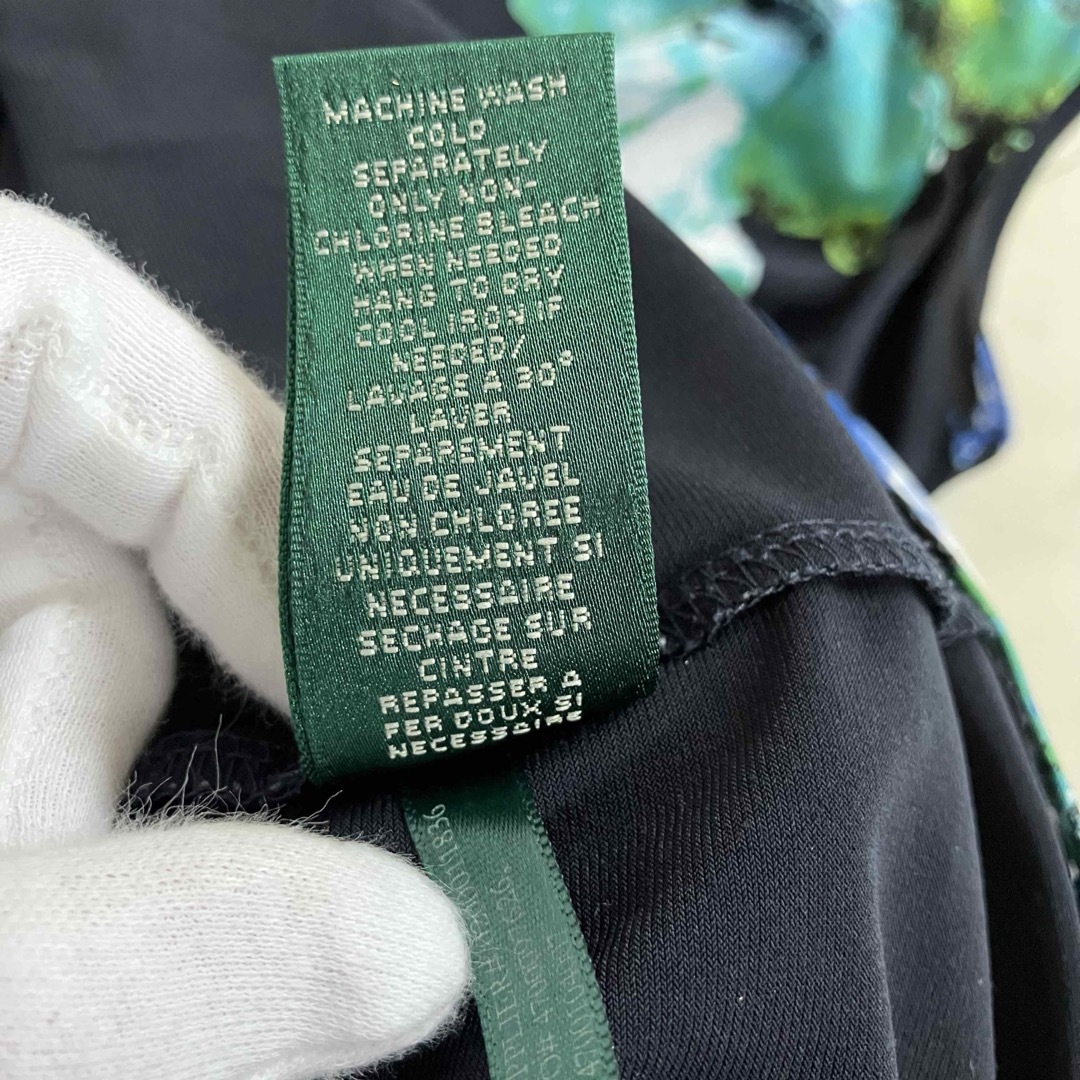 MACHINE WASH
COLD
SEPARATELY
ONLY NON-
CHLORINE BLEACH
WHEN NEEDED
HANG TO DRY
COOL IRON IF
NEEDED/
LAVAGE A 30°
LAVER
SEPAREMENT
EAU DE JAVEL
NON CHLOREE
UNIQUEMENT SI
NECESSAIRE
SECHAGE SUR
CINTRE
REPASSER A
FER DOUX SI
NECESSAIRE